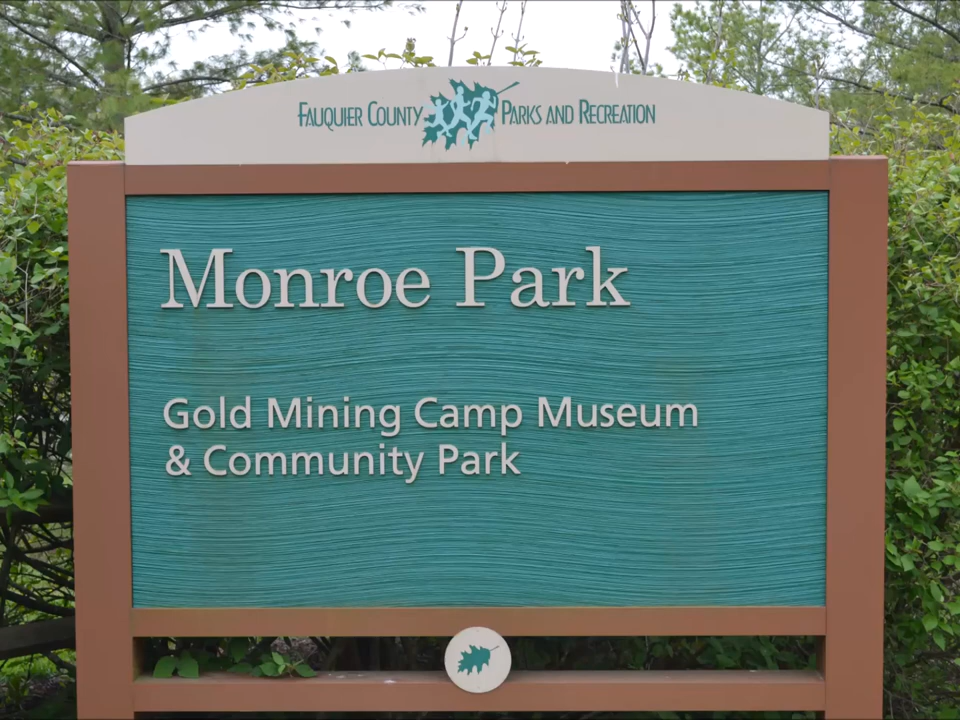 Fauquier County Parks and Recreation
Monroe Park
Gold Mining Camp Museum
& Community Park